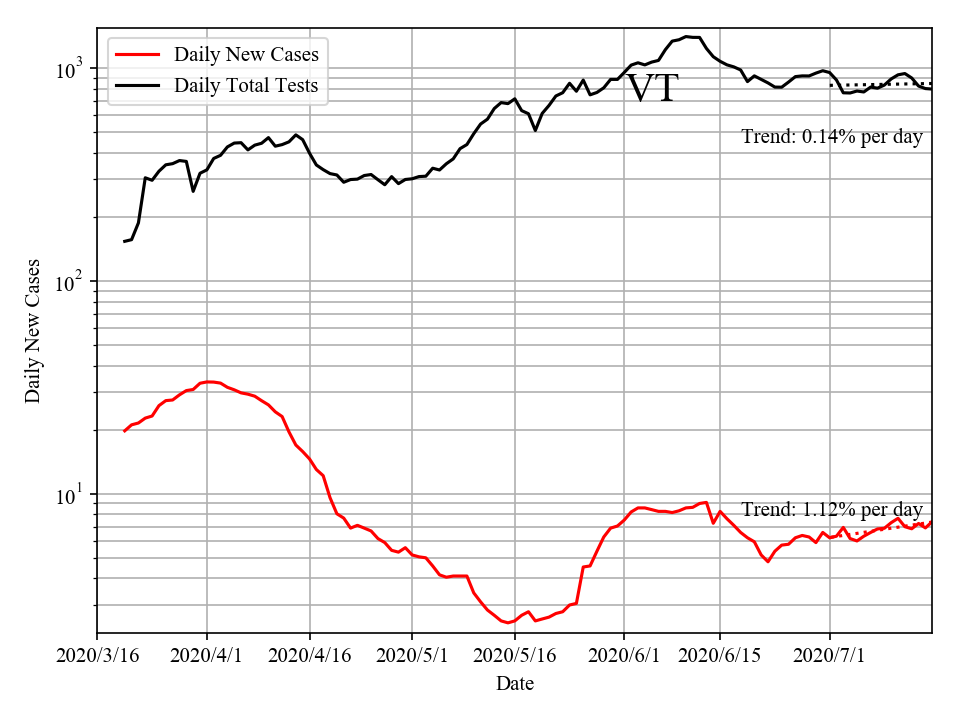 Daily New Cases
Daily Total Tests
VT
Trend: 0.14% per day
Trend: 1.12% per day
10³
10²
10¹
Daily New Cases
2020/3/16 2020/4/1 2020/4/16 2020/5/1 2020/5/16 2020/6/1 2020/6/15 2020/7/1
Date